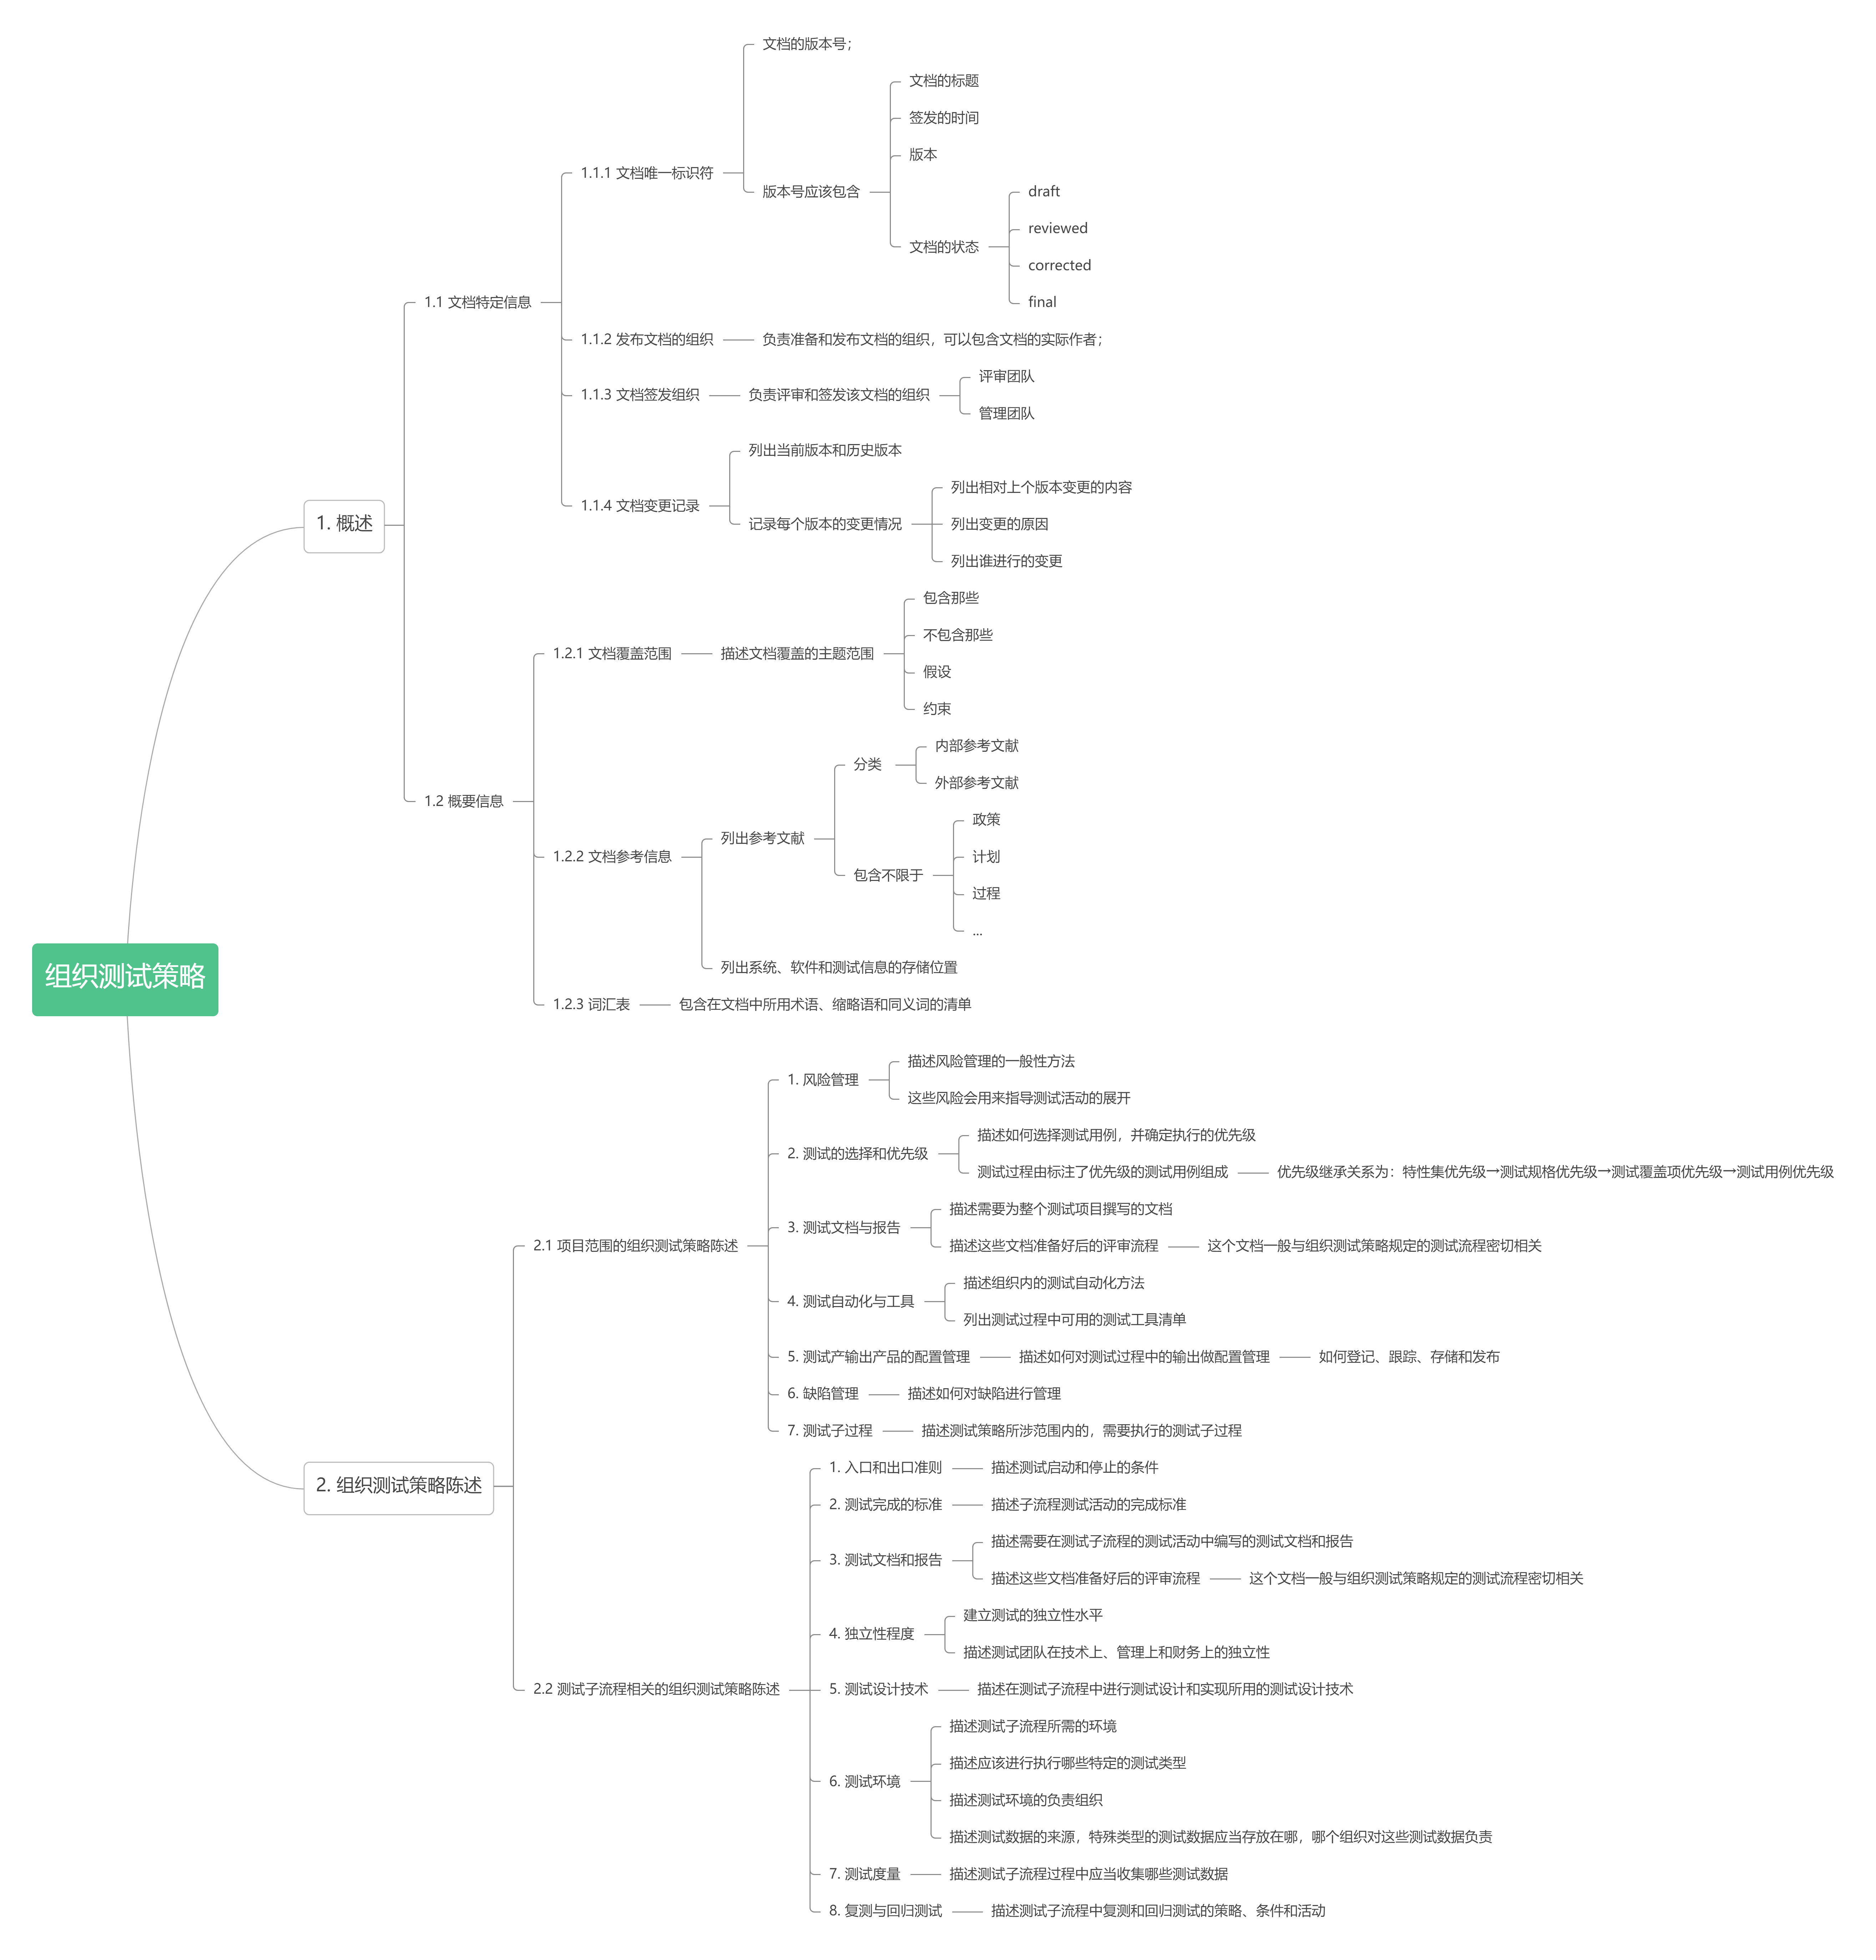 组织测试策略
1. 概述
1.1 文档特定信息
1.1.1 文档唯一标识符
文档的版本号；
版本号应该包含
文档的标题
签发的时间
版本
文档的状态
draft
reviewed
corrected
final
1.1.2 发布文档的组织
负责准备和发布文档的组织，可以包含文档的实际作者；
1.1.3 文档签发组织
负责评审和签发该文档的组织
评审团队
管理团队
1.1.4 文档变更记录
列出当前版本和历史版本
记录每个版本的变更情况
列出相对上个版本变更的内容
列出变更的原因
列出谁进行的变更
1.2 概要信息
1.2.1 文档覆盖范围
描述文档覆盖的主题范围
包含那些
不包含那些
假设
约束
1.2.2 文档参考信息
列出参考文献
分类
内部参考文献
外部参考文献
包含不限于
政策
计划
过程
...
列出系统、软件和测试信息的存储位置
1.2.3 词汇表
包含在文档中所用术语、缩略语和同义词的清单
2. 组织测试策略陈述
2.1 项目范围的组织测试策略陈述
1. 风险管理
描述风险管理的一般性方法
这些风险会用来指导测试活动的展开
2. 测试的选择和优先级
描述如何选择测试用例，并确定执行的优先级
测试过程由标注了优先级的测试用例组成
优先级继承关系为：特性集优先级→测试规格优先级→测试覆盖项优先级→测试用例优先级
3. 测试文档与报告
描述需要为整个测试项目撰写的文档
描述这些文档准备好后的评审流程
这个文档一般与组织测试策略规定的测试流程密切相关
4. 测试自动化与工具
描述组织内的测试自动化方法
列出测试过程中可用的测试工具清单
5. 测试产输出产品的配置管理
描述如何对测试过程中的输出做配置管理
如何登记、跟踪、存储和发布
6. 缺陷管理
描述如何对缺陷进行管理
7. 测试子过程
描述测试策略所涉范围内的，需要执行的测试子过程
2.2 测试子流程相关的组织测试策略陈述
1. 入口和出口准则
描述测试启动和停止的条件
2. 测试完成的标准
描述子流程测试活动的完成标准
3. 测试文档和报告
描述需要在测试子流程的测试活动中编写的测试文档和报告
描述这些文档准备好后的评审流程
这个文档一般与组织测试策略规定的测试流程密切相关
4. 独立性程度
建立测试的独立性水平
描述测试团队在技术上、管理上和财务上的独立性
5. 测试设计技术
描述在测试子流程中进行测试设计和实现所用的测试设计技术
6. 测试环境
描述测试子流程所需的环境
描述应该进行执行哪些特定的测试类型
描述测试环境的负责组织
描述测试数据的来源，特殊类型的测试数据应当存放在哪，哪个组织对这些测试数据负责
7. 测试度量
描述测试子流程过程中应当收集哪些测试数据
8. 复测与回归测试
描述测试子流程中复测和回归测试的策略、条件和活动